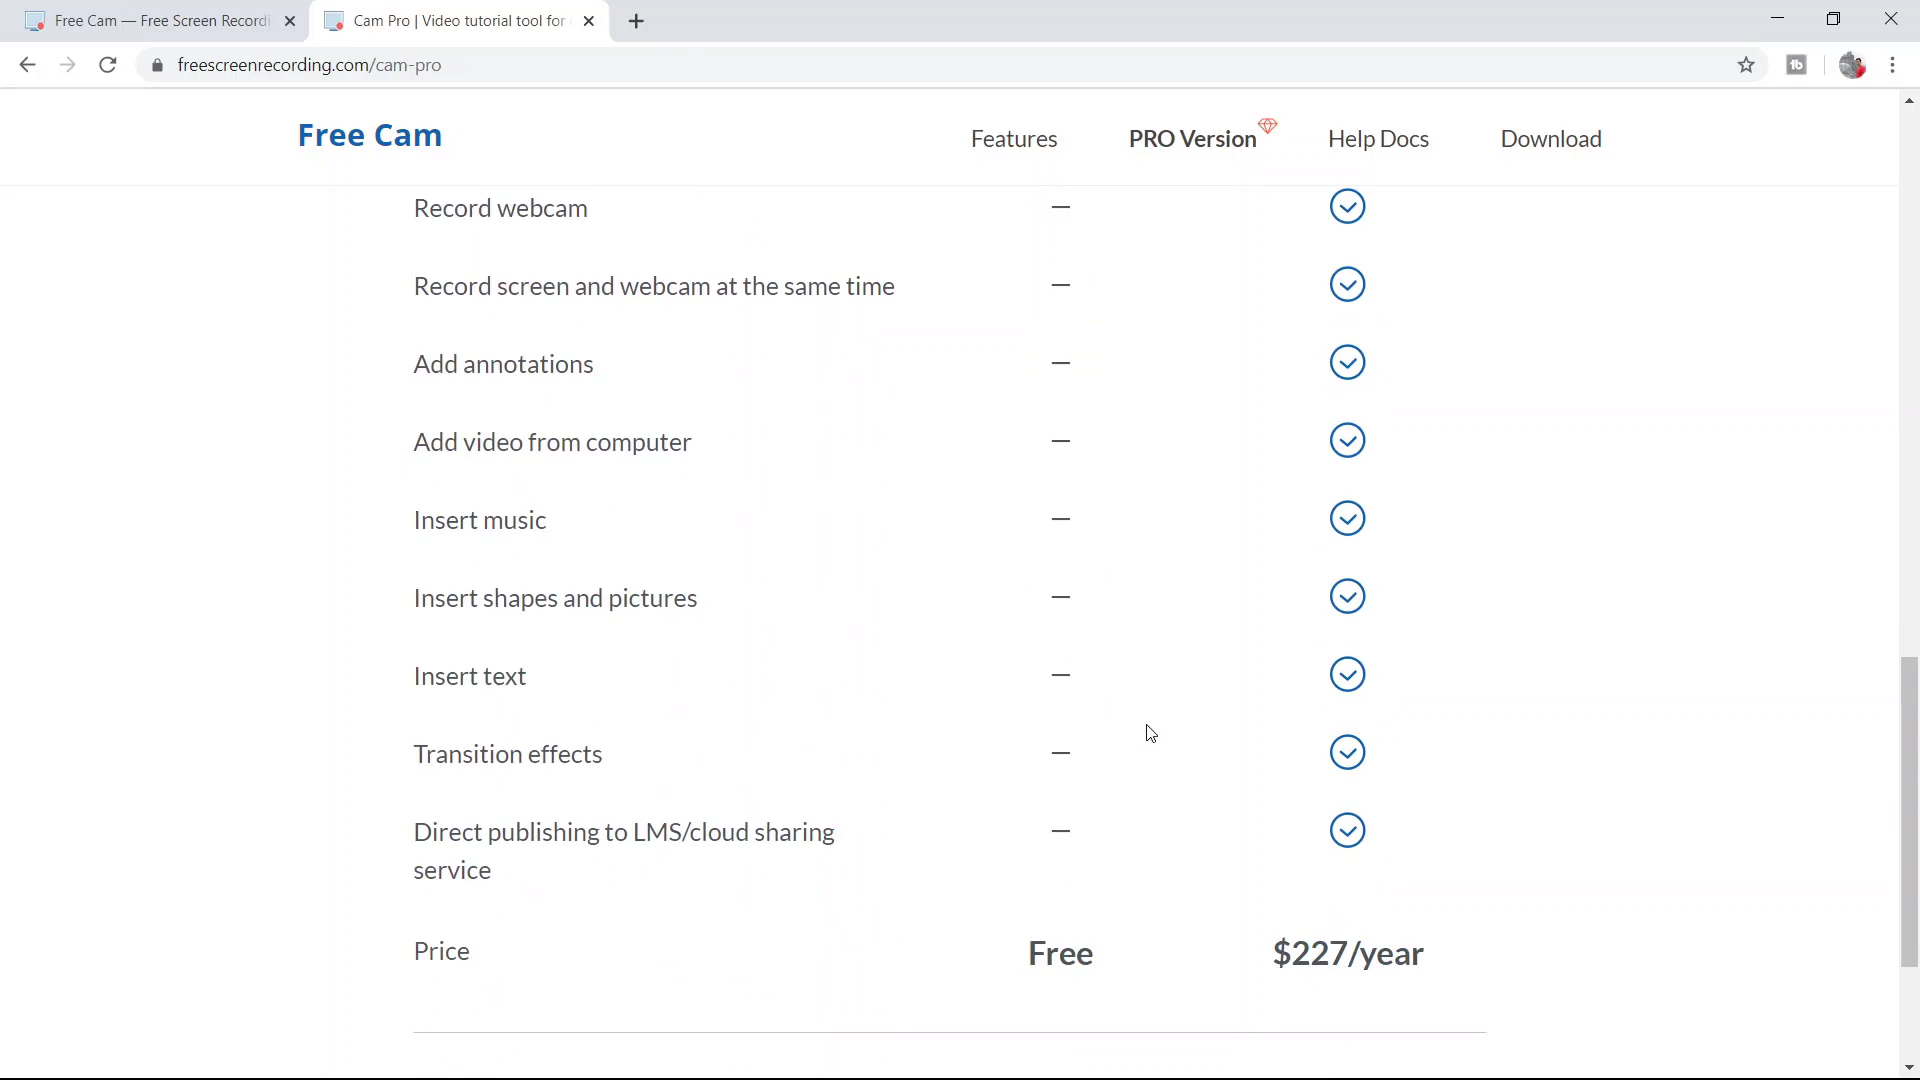 Free Cam — Free Screen Recordi
Cam Pro | Video tutorial tool for
freescreenrecording.com/cam-pro
Free Cam
Features
PRO Version
Help Docs
Download
Record webcam —
Record screen and webcam at the same time —
Add annotations —
Add video from computer —
Insert music —
Insert shapes and pictures —
Insert text —
Transition effects —
Direct publishing to LMS/cloud sharing —
service
Price Free $227/year